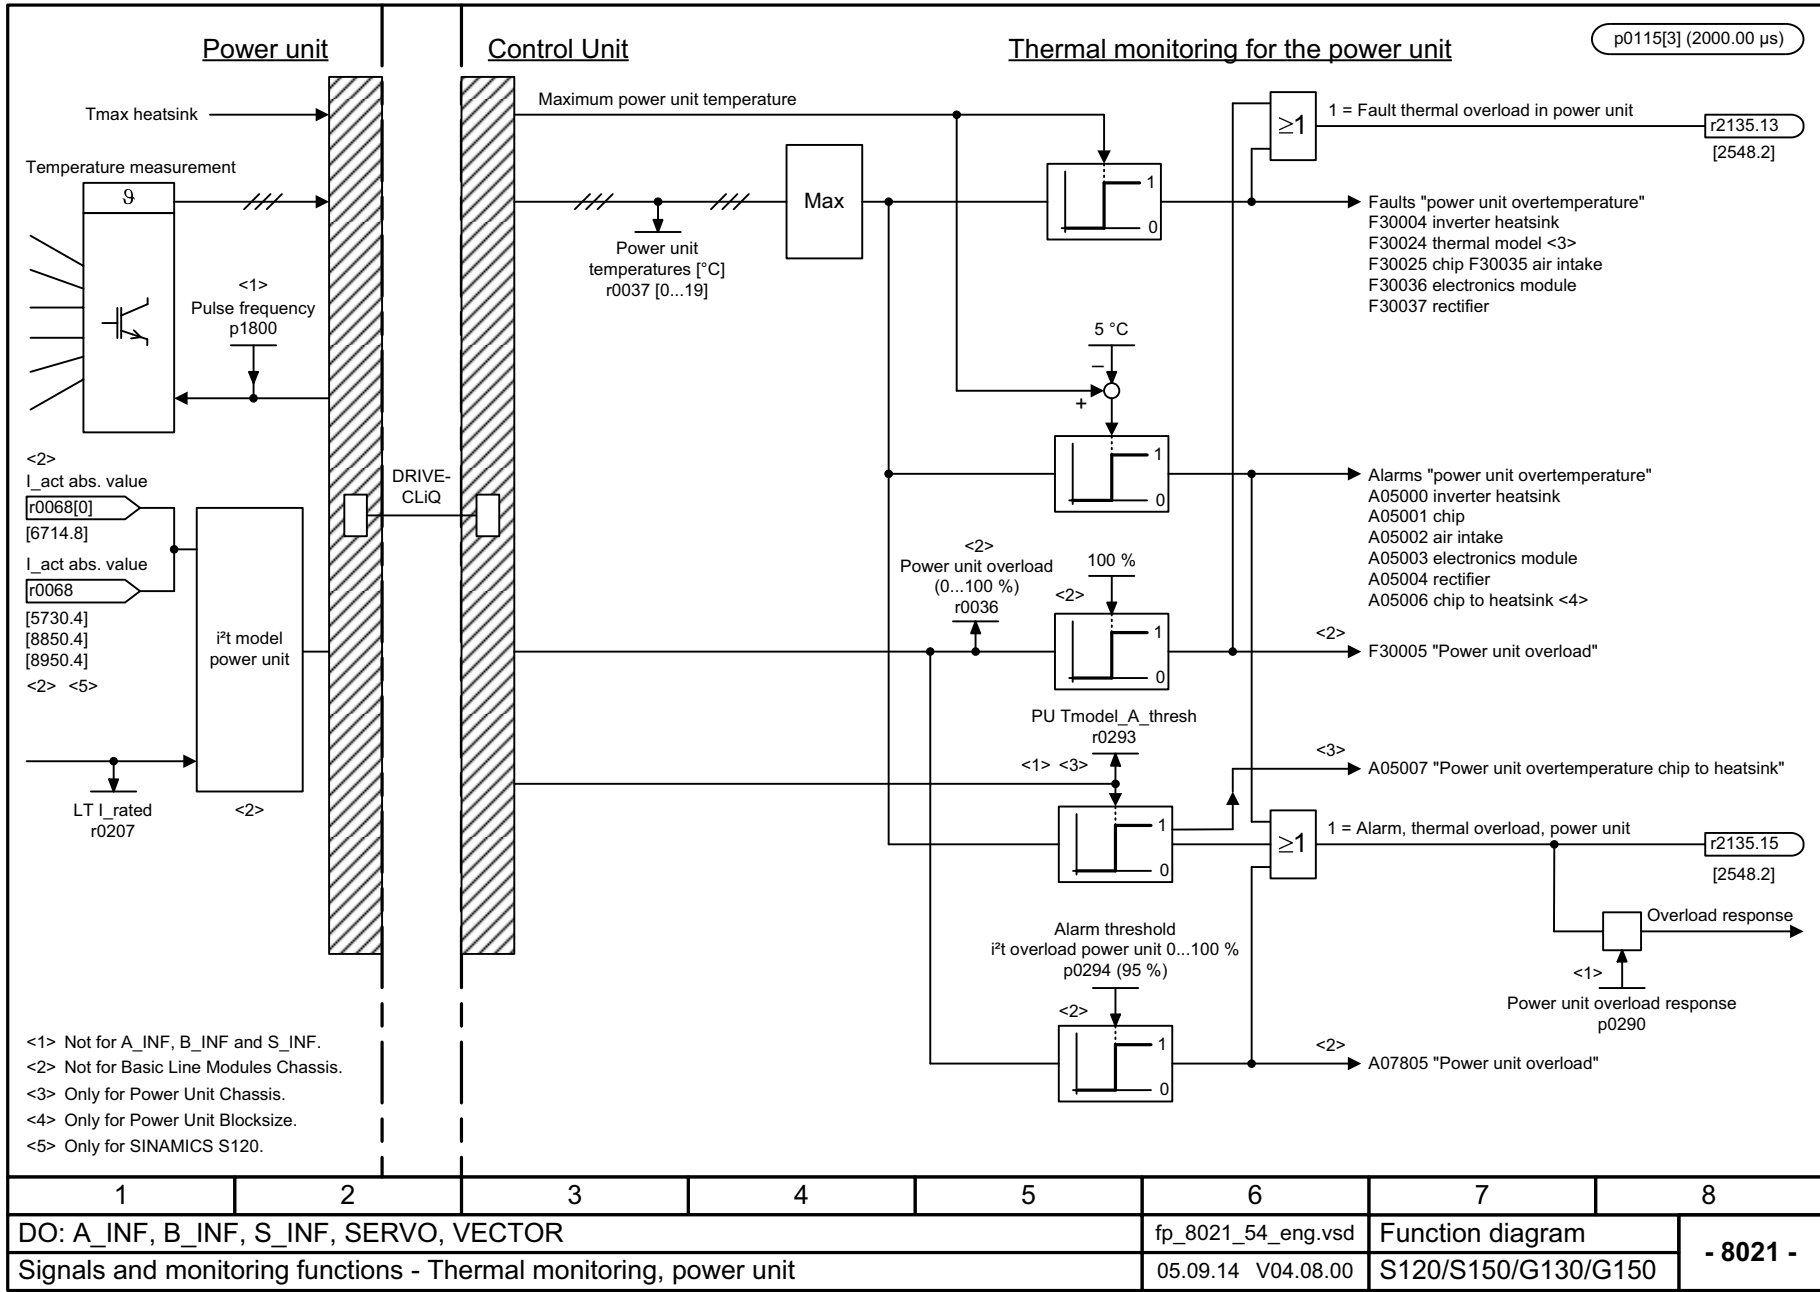 Power unit
Control Unit
Thermal monitoring for the power unit
p0115[3] (2000.00 µs)
Tmax heatsink
Maximum power unit temperature
≥1
1 = Fault thermal overload in power unit
r2135.13
[2548.2]
Temperature measurement
ϑ
Max
1
0
Power unit
temperatures [°C]
r0037 [0...19]
Faults "power unit overtemperature"
F30004 inverter heatsink
F30024 thermal model <3>
F30025 chip F30035 air intake
F30036 electronics module
F30037 rectifier
<1>
Pulse frequency
p1800
5 °C
–
+
<2>
I_act abs. value
r0068[0]
[6714.8]
I_act abs. value
r0068
[5730.4]
[8850.4]
[8950.4]
<2> <5>
i²t model
power unit
<2>
LT I_rated
r0207
DRIVE-
CLiQ
1
0
Alarms "power unit overtemperature"
A05000 inverter heatsink
A05001 chip
A05002 air intake
A05003 electronics module
A05004 rectifier
A05006 chip to heatsink <4>
<2>
Power unit overload
(0...100 %)
r0036
100 %
<2>
1
0
<2>
F30005 "Power unit overload"
PU Tmodel_A_thresh
r0293
<1> <3>
<3>
A05007 "Power unit overtemperature chip to heatsink"
1
0
≥1
1 = Alarm, thermal overload, power unit
r2135.15
[2548.2]
Overload response
<1>
Power unit overload response
p0290
Alarm threshold
i²t overload power unit 0...100 %
p0294 (95 %)
<2>
1
0
<2>
A07805 "Power unit overload"
<1> Not for A_INF, B_INF and S_INF.
<2> Not for Basic Line Modules Chassis.
<3> Only for Power Unit Chassis.
<4> Only for Power Unit Blocksize.
<5> Only for SINAMICS S120.
1 2 3 4 5 6 7 8
DO: A_INF, B_INF, S_INF, SERVO, VECTOR
fp_8021_54_eng.vsd
Function diagram
- 8021 -
Signals and monitoring functions - Thermal monitoring, power unit
05.09.14 V04.08.00
S120/S150/G130/G150